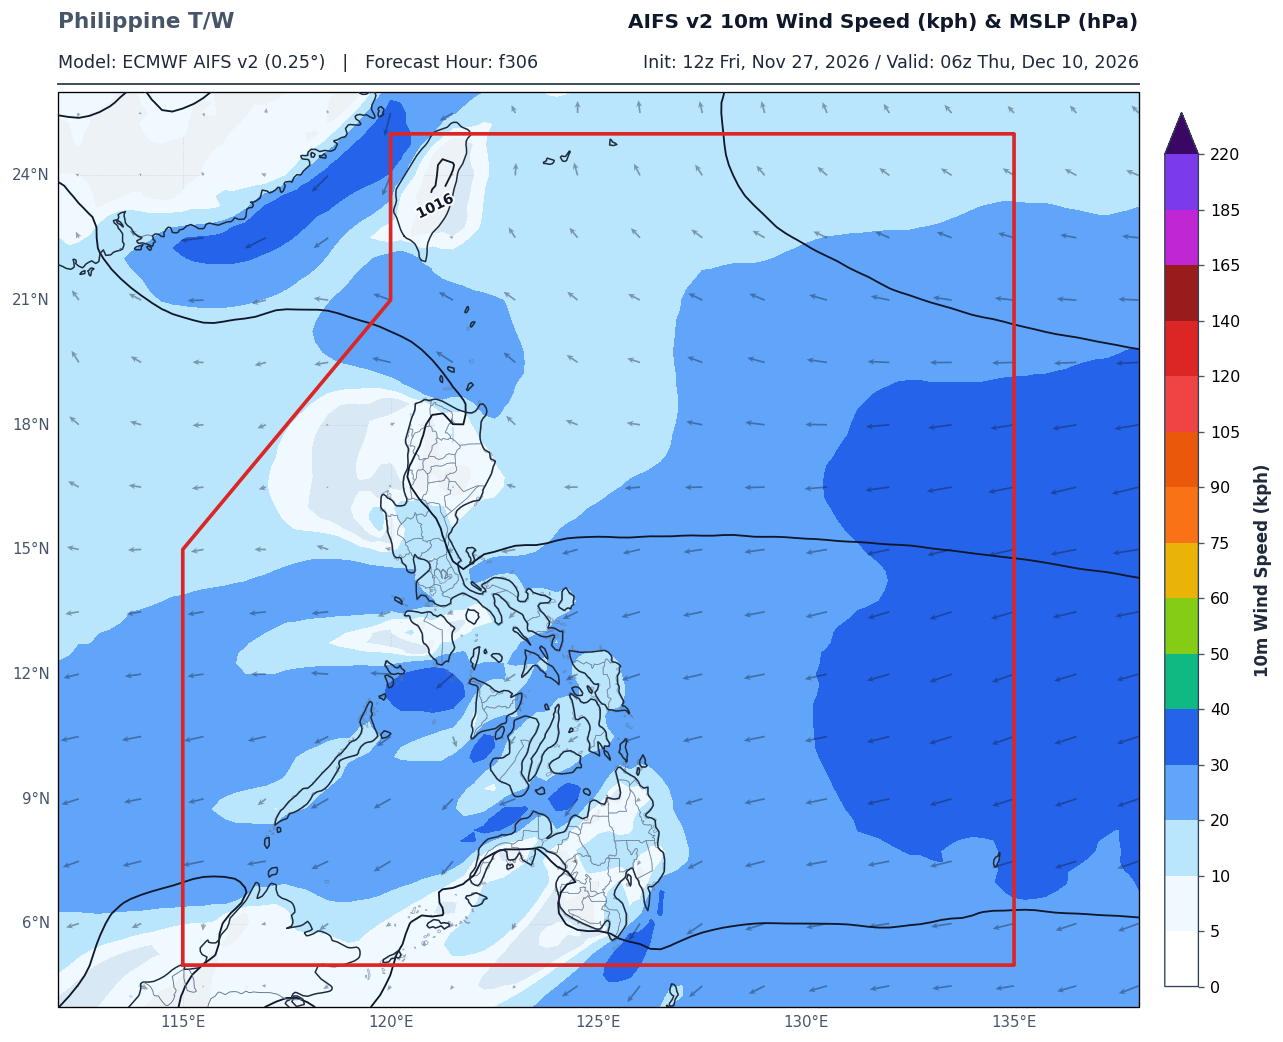 Philippine T/W
AIFS v2 10m Wind Speed (kph) & MSLP (hPa)
Model: ECMWF AIFS v2 (0.25°) | Forecast Hour: f306
Init: 12z Fri, Nov 27, 2026 / Valid: 06z Thu, Dec 10, 2026
24°N
21°N
18°N
15°N
12°N
9°N
6°N
1016
115°E
120°E
125°E
130°E
135°E
220
185
165
140
120
105
90
75
60
50
40
30
20
10
5
0
10m Wind Speed (kph)